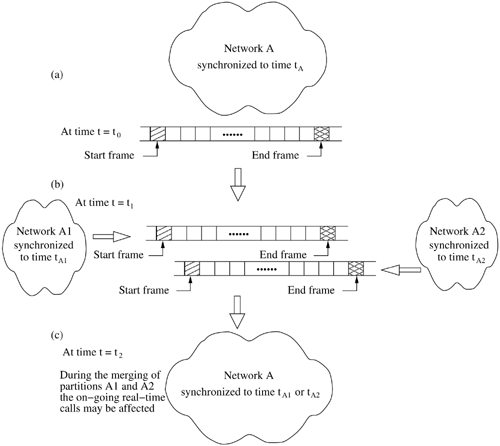 Network A
synchronized to time tA
(a)
At time t = t0
Start frame
End frame
(b)
At time t = t1
Network A1
synchronized
to time tA1
Start frame
End frame
Network A2
synchronized
to time tA2
Start frame
End frame
(c)
At time t = t2
During the merging of
partitions A1 and A2
the on−going real−time
calls may be affected
Network A
synchronized to time tA1 or tA2